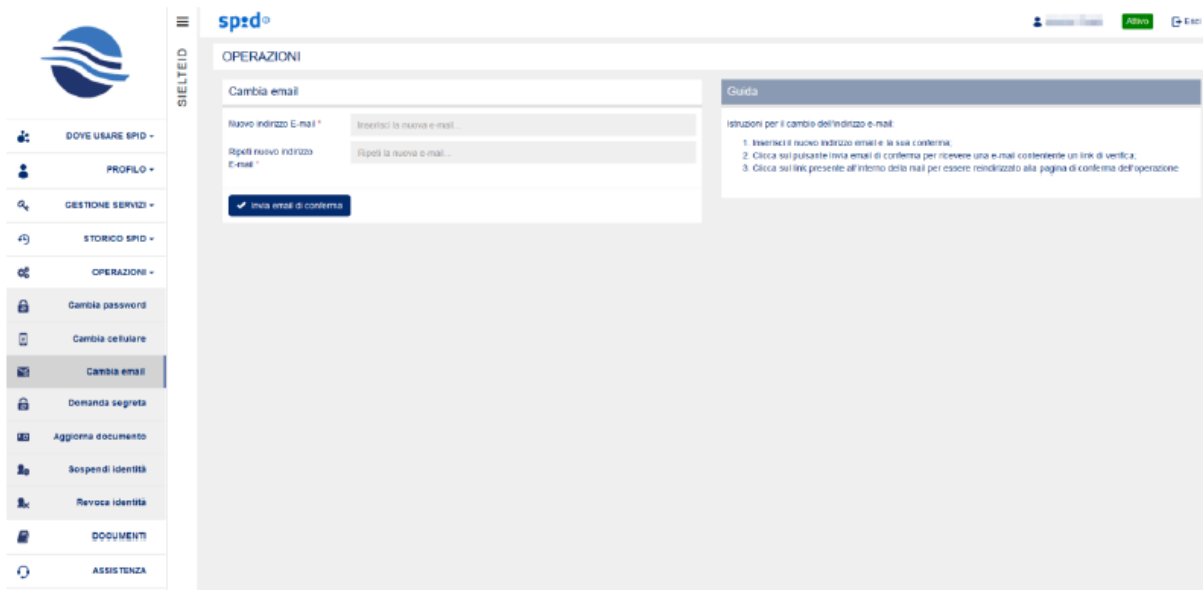 spid
Attivo
Esci
SIELTEID
OPERAZIONI
Cambia email
Guida
Nuovo indirizzo E-mail *
Inserisci la nuova e-mail...
Ripeti nuovo indirizzo
E-mail *
Ripeti la nuova e-mail...
Invia email di conferma
Istruzioni per il cambio dell'indirizzo e-mail:
1. Inserisci il nuovo indirizzo email e la sua conferma;
2. Clicca sul pulsante invia email di conferma per ricevere una e-mail contenente un link di verifica;
3. Clicca sul link presente all'interno della mail per essere reindirizzato alla pagina di conferma dell'operazione
DOVE USARE SPID
PROFILO
GESTIONE SERVIZI
STORICO SPID
OPERAZIONI
Cambia password
Cambia cellulare
Cambia email
Domanda segreta
Aggiorna documento
Sospendi identità
Revoca identità
DOCUMENTI
ASSISTENZA